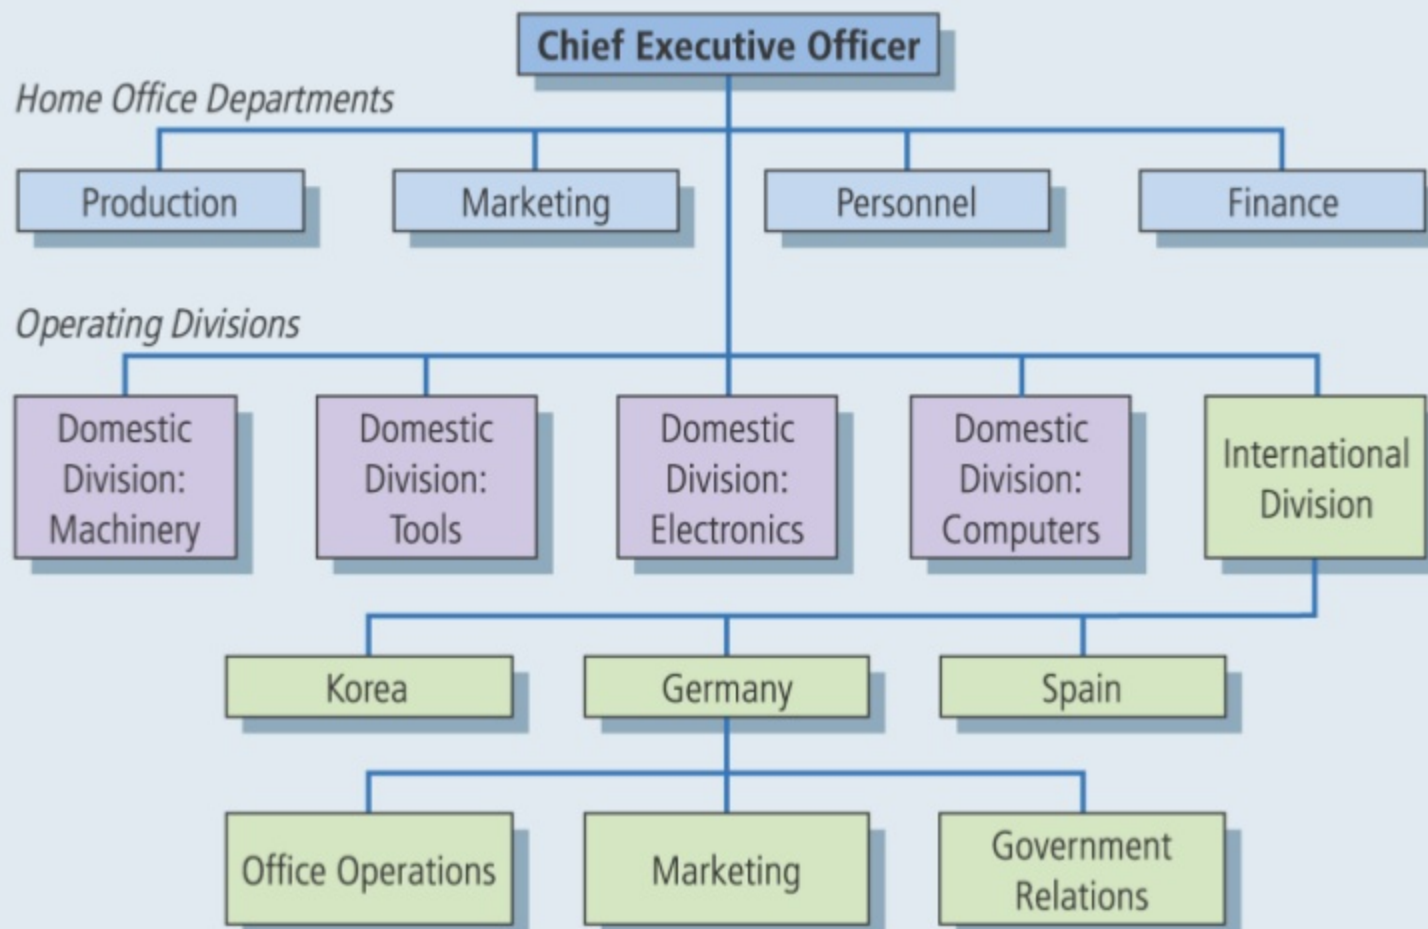 Chief Executive Officer
Home Office Departments
Production
Marketing
Personnel
Finance
Operating Divisions
Domestic
Division:
Machinery
Domestic
Division:
Tools
Domestic
Division:
Electronics
Domestic
Division:
Computers
International
Division
Korea
Germany
Spain
Office Operations
Marketing
Government
Relations